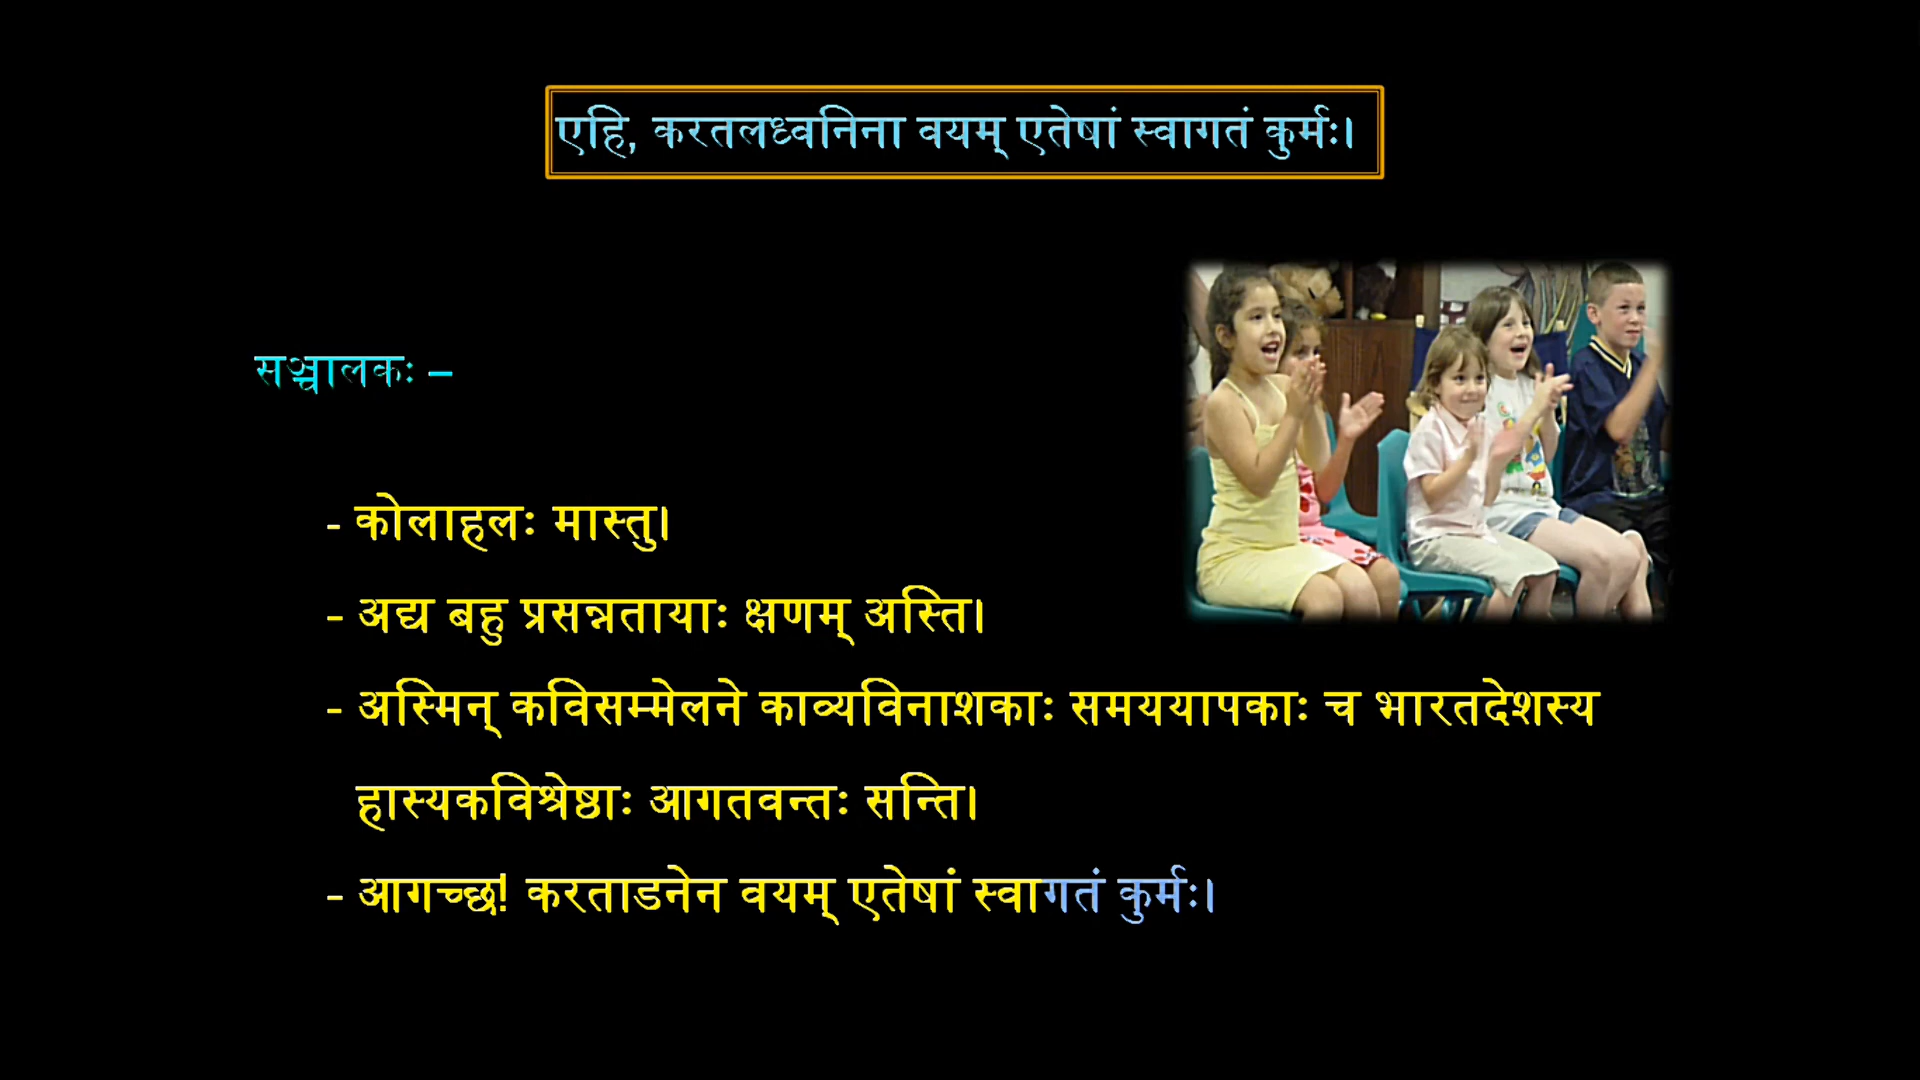 एहि, करतलध्वनिना वयम् एतेषां स्वागतं कुर्मः।
सञ्चालकः –
- कोलाहलः मास्तु।
- अद्य बहु प्रसन्नतायाः क्षणम् अस्ति।
- अस्मिन् कविसम्मेलने काव्यविनाशकाः समययापकाः च भारतदेशस्य
हास्यकविश्रेष्ठाः आगतवन्तः सन्ति।
- आगच्छ! करताडनेन वयम् एतेषां स्वागतं कुर्मः।